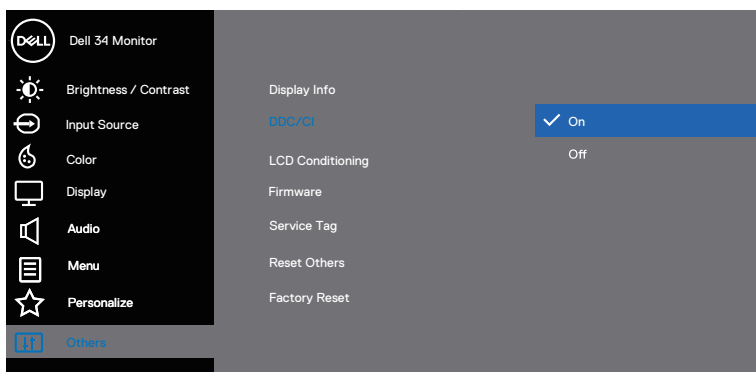 DELL Dell 34 Monitor
Brightness / Contrast
Input Source
Color
Display
Audio
Menu
Personalize
Others
Display Info
DDC/CI
LCD Conditioning
Firmware
Service Tag
Reset Others
Factory Reset
On
Off